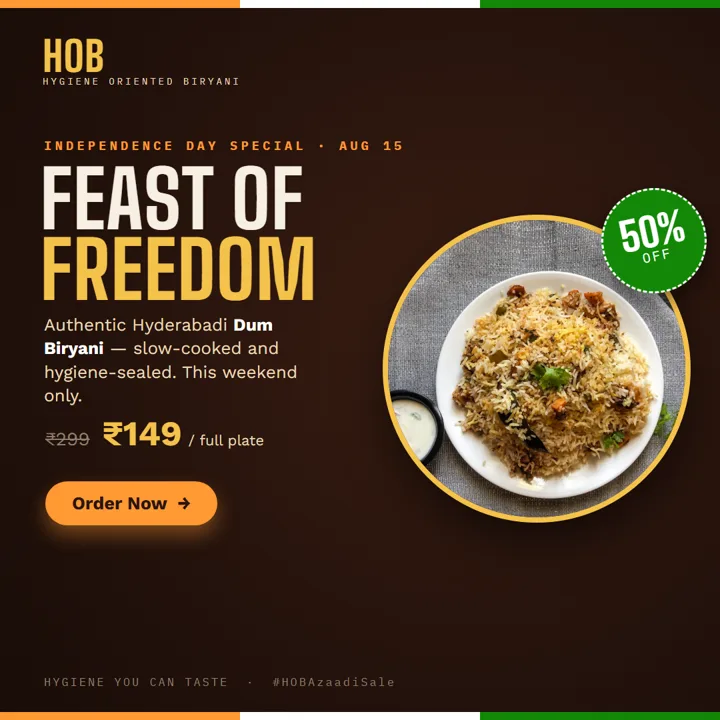 HOB
HYGIENE ORIENTED BIRYANI
INDEPENDENCE DAY SPECIAL · AUG 15
FEAST OF
FREEDOM
50%
OFF
Authentic Hyderabadi Dum
Biryani — slow-cooked and
hygiene-sealed. This weekend
only.
₹299 ₹149 / full plate
Order Now →
HYGIENE YOU CAN TASTE · #HOBAzaadiSale